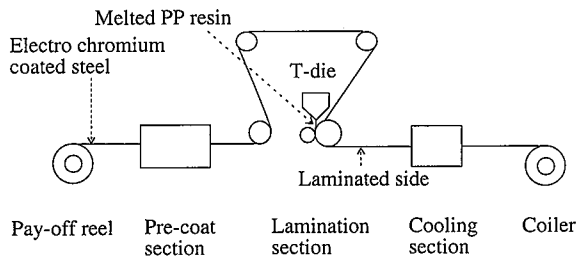 Melted PP resin
Electro chromium
coated steel
T-die
Laminated side
Pay-off reel
Pre-coat
section
Lamination
section
Cooling
section
Coiler